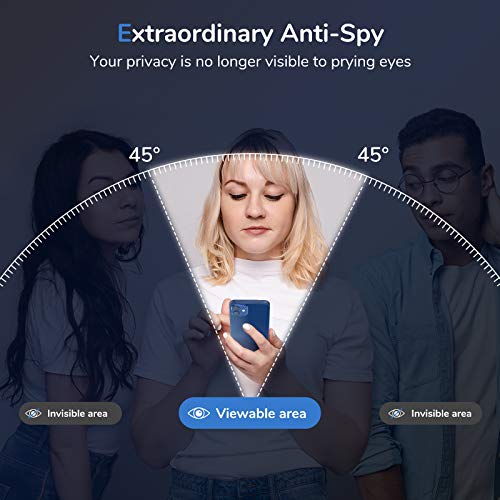 Extraordinary Anti-Spy
Your privacy is no longer visible to prying eyes
45° 45°
Invisible area
Viewable area
Invisible area